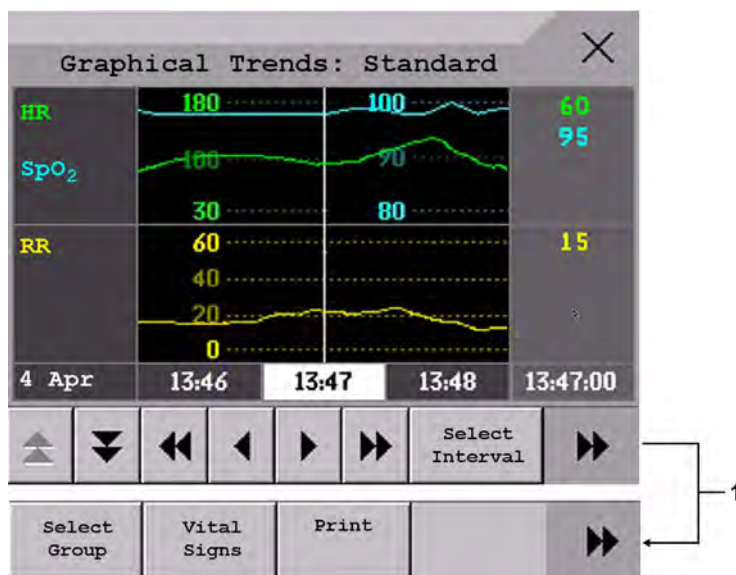 Graphical Trends: Standard
HR
180
100
60
95
SpO₂
100
90
30
80
RR
60
15
40
20
0
4 Apr
13:46
13:47
13:48
13:47:00
Select
Interval
1
Select
Group
Vital
Signs
Print